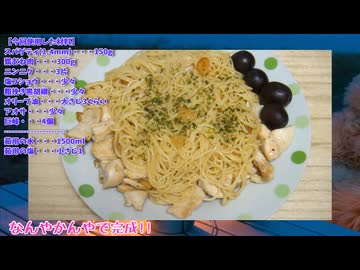 【今回使用した材料】
スパゲティ(1.4mm)・・・150g
鶏むね肉・・・300g
ニンニク・・・3片
塩コショウ・・・少々
粗挽き黒胡椒・・・少々
オリーブ油・・・大さじ3ぐらい
アオサ・・・少々
巨峰・・・4個
茹用の水・・・1500ml
茹用の塩・・・小さじ1
なんやかんやで完成!!